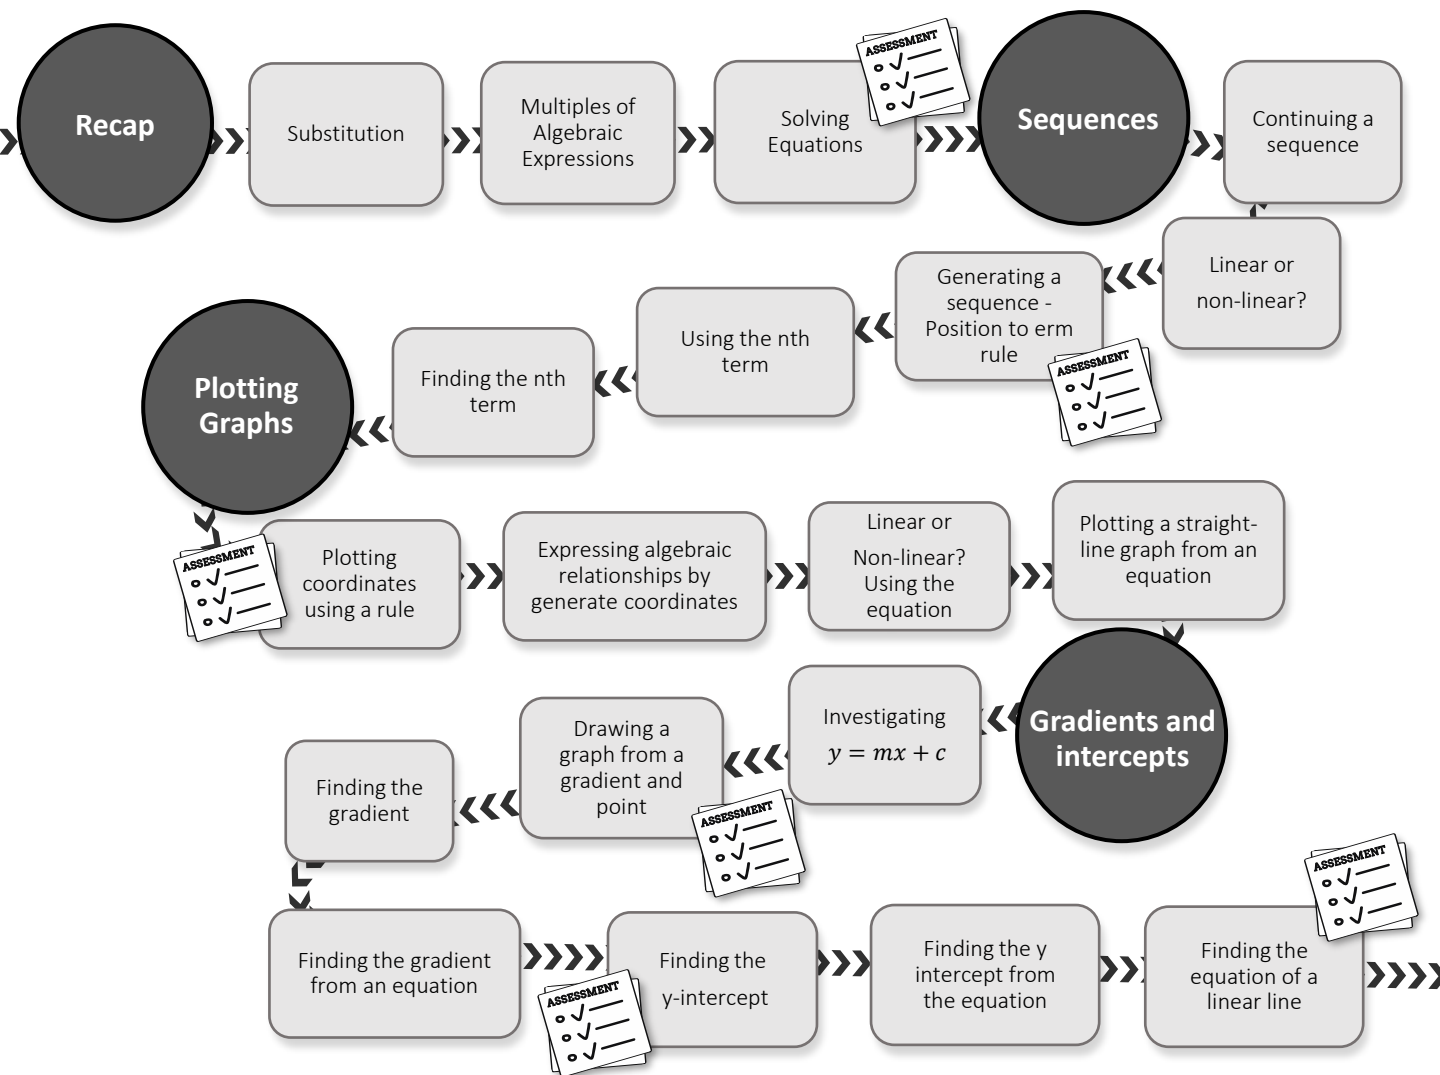 Recap
Substitution
Multiples of
Algebraic
Expressions
Solving
Equations
ASSESSMENT
Sequences
Continuing a
sequence
Linear or
non-linear?
Generating a
sequence -
Position to erm
rule
ASSESSMENT
Using the nth
term
Finding the nth
term
Plotting
Graphs
ASSESSMENT
Plotting
coordinates
using a rule
Expressing algebraic
relationships by
generate coordinates
Linear or
Non-linear?
Using the
equation
Plotting a straight-
line graph from an
equation
Gradients and
intercepts
Investigating
y = mx + c
Drawing a
graph from a
gradient and
point
ASSESSMENT
Finding the
gradient
Finding the gradient
from an equation
ASSESSMENT
Finding the
y-intercept
Finding the y
intercept from
the equation
Finding the
equation of a
linear line
ASSESSMENT